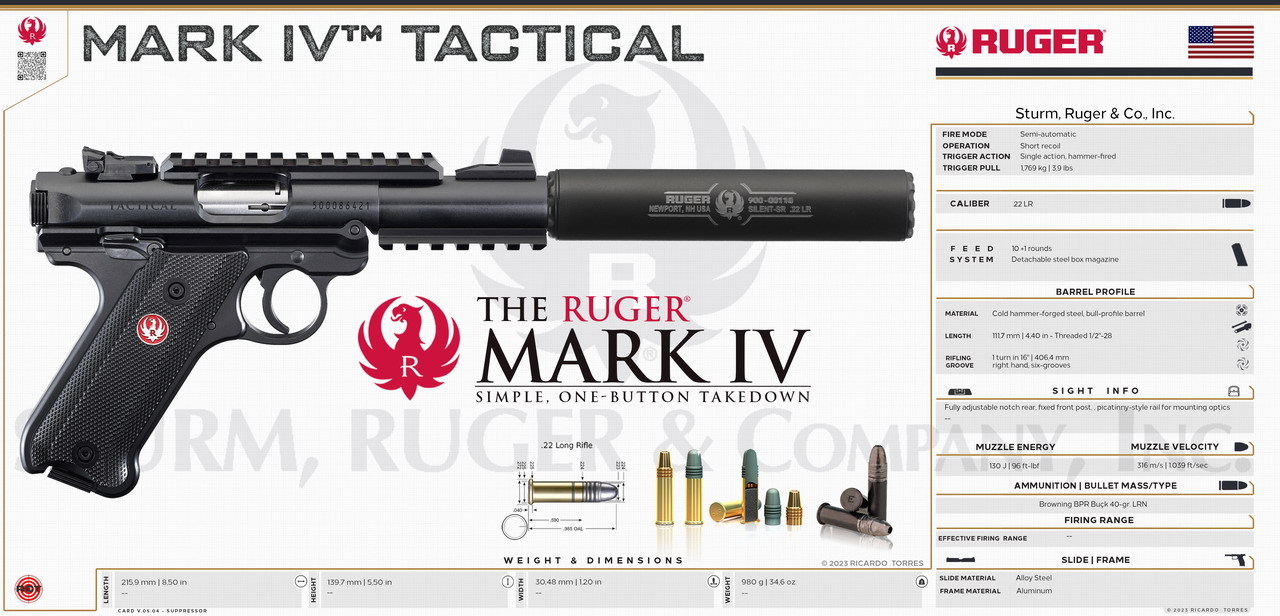 MARK IV™ TACTICAL
RUGER®
Sturm, Ruger & Co., Inc.
FIRE MODE Semi-automatic
OPERATION Short recoil
TRIGGER ACTION Single action, hammer-fired
TRIGGER PULL 1,769 kg | 3.9 lbs
CALIBER .22 LR
FEED SYSTEM
10 +1 rounds
Detachable steel box magazine
BARREL PROFILE
MATERIAL Cold hammer-forged steel, bull-profile barrel
LENGTH 111,7 mm | 4.40 in - Threaded 1/2"-28
RIFLING GROOVE
1 turn in 16" | 406,4 mm
right hand, six-grooves
SIGHT INFO
Fully adjustable notch rear, fixed front post, , picatinny-style rail for mounting optics
--
MUZZLE ENERGY MUZZLE VELOCITY
130 J | 96 ft-lbf 316 m/s | 1039 ft/sec
AMMUNITION | BULLET MASS/TYPE
Browning BPR Buck 40-gr. LRN
FIRING RANGE
EFFECTIVE FIRING RANGE --
SLIDE | FRAME
SLIDE MATERIAL Alloy Steel
FRAME MATERIAL Aluminum
© 2023 RICARDO TORRES
TACTICAL
500086421
RUGER 900-00110
NEWPORT, NH USA SILENT-SR .22 LR
R
THE RUGER®
MARK IV
SIMPLE, ONE-BUTTON TAKEDOWN
R
STURM, RUGER & COMPANY, INC.
.22 Long Rifle
.040
.590
.965 OAL
E
WEIGHT & DIMENSIONS
© 2023 RICARDO TORRES
LENGTH 215.9 mm | 8.50 in
--
HEIGHT 139.7 mm | 5.50 in
--
WIDTH 30.48 mm | 1.20 in
--
WEIGHT 980 g | 34.6 oz.
--
CARD V.05.04 - SUPPRESSOR